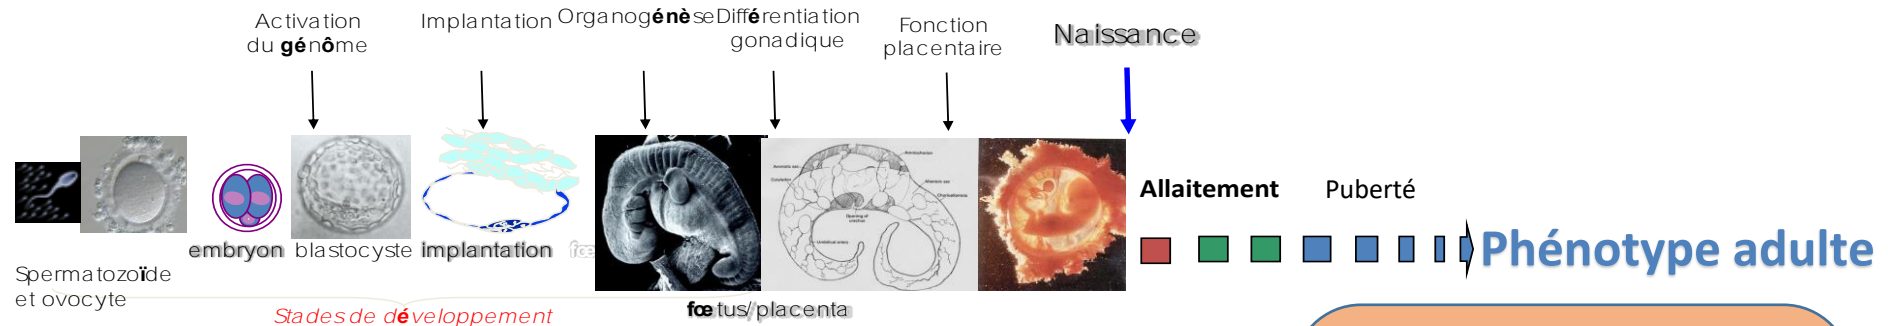 Activation
du génôme
Implantation
Organogénèse
Différentiation
gonadique
Fonction
placentaire
Naissance
Allaitement
Puberté
Phénotype adulte
embryon
blastocyste
implantation
Spermatozoïde
et ovocyte
fœtus/placenta
Stades de développement